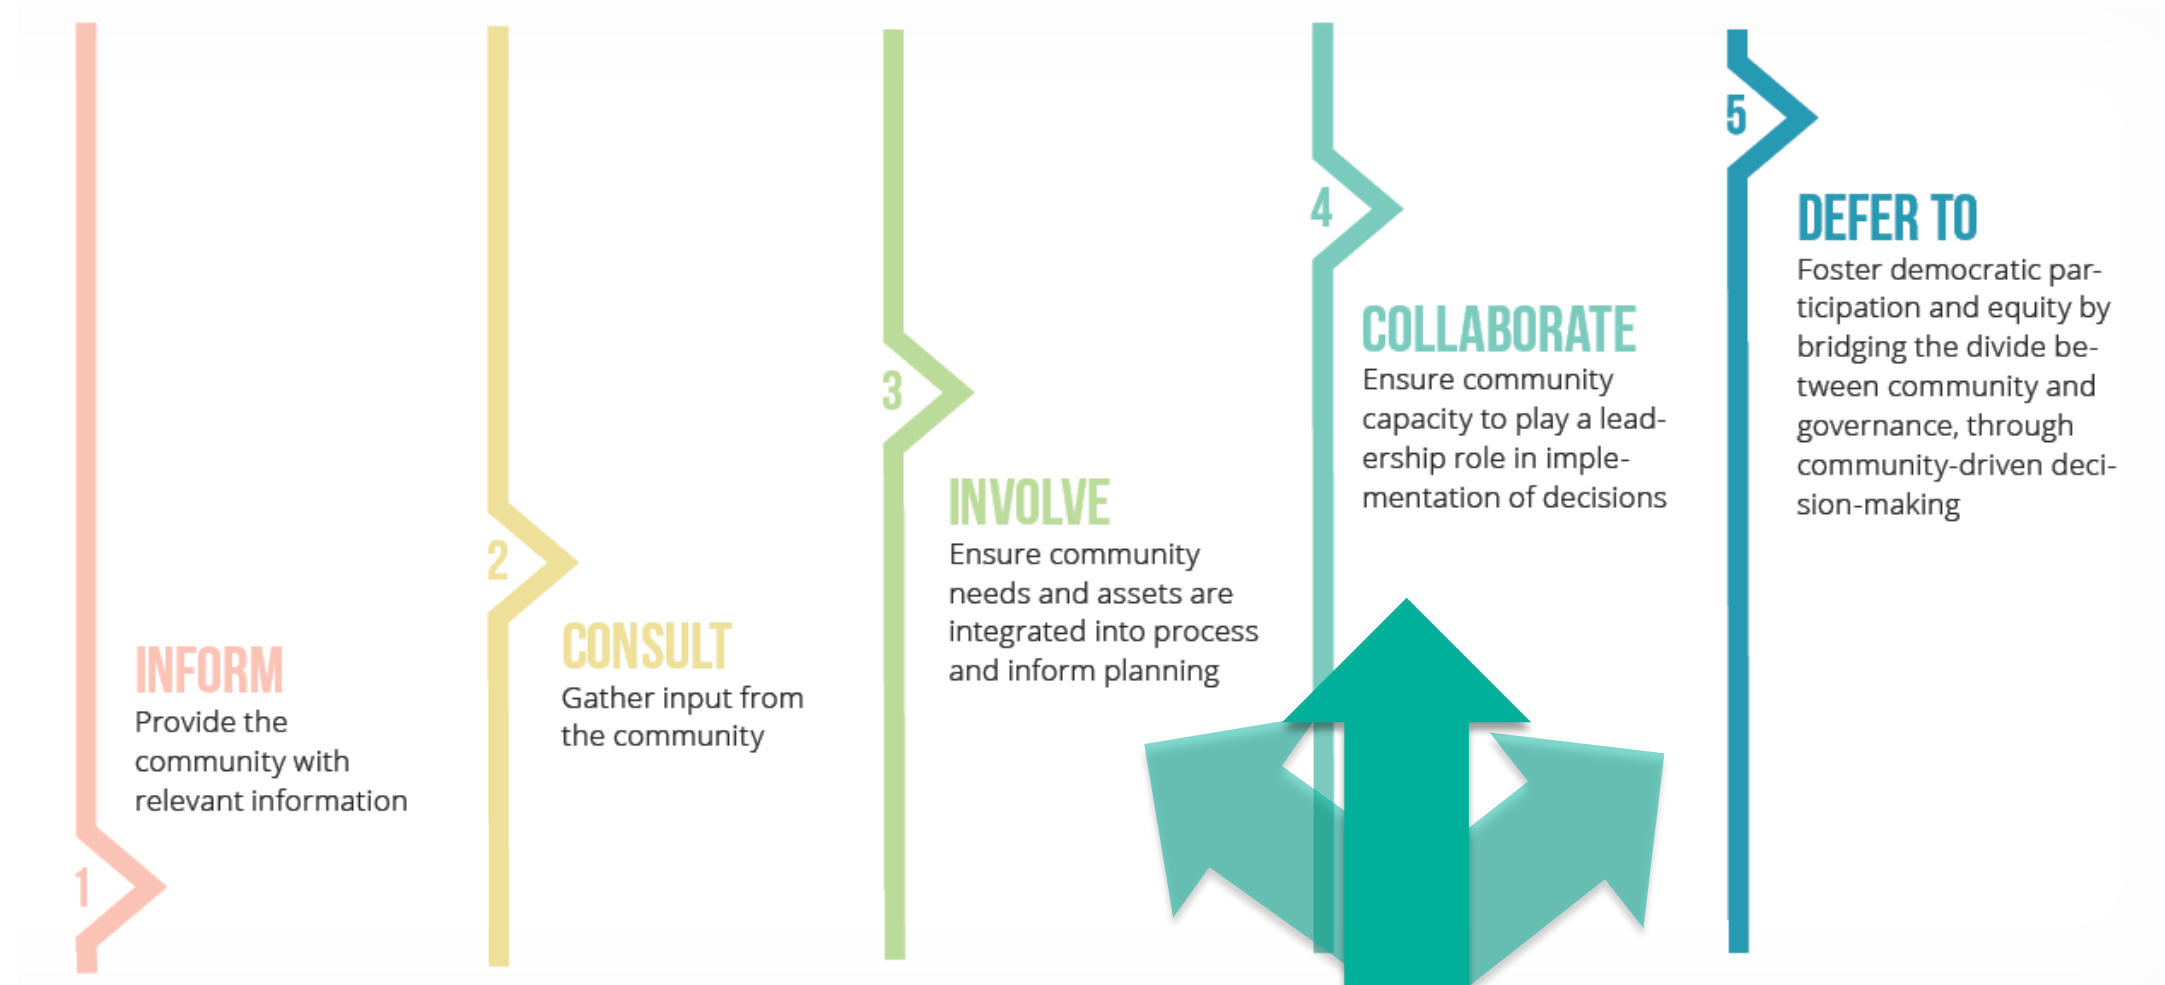 1
INFORM
Provide the
community with
relevant information
2
CONSULT
Gather input from
the community
3
INVOLVE
Ensure community
needs and assets are
integrated into process
and inform planning
4
COLLABORATE
Ensure community
capacity to play a lead-
ership role in imple-
mentation of decisions
5
DEFER TO
Foster democratic par-
ticipation and equity by
bridging the divide be-
tween community and
governance, through
community-driven deci-
sion-making